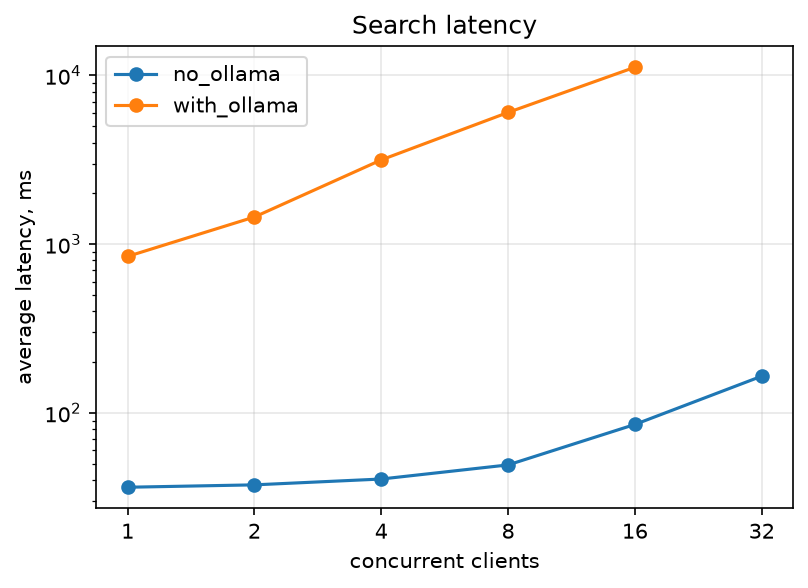 Search latency
no_ollama
with_ollama
average latency, ms
10⁴
10³
10²
1 2 4 8 16 32
concurrent clients